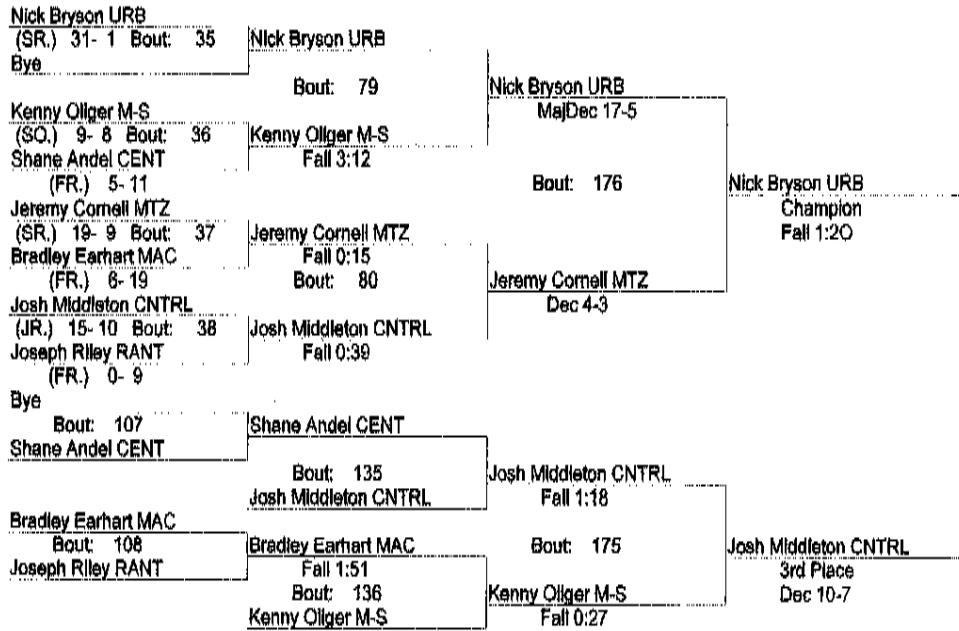 Nick Bryson URB
(SR.) 31- 1 Bout: 35 Nick Bryson URB
Bye
Bout: 79 Nick Bryson URB
MajDec 17-5
Kenny Oliger M-S
(SO.) 9- 8 Bout: 36 Kenny Oliger M-S
Shane Andel CENT Fall 3:12
(FR.) 5- 11 Bout: 176 Nick Bryson URB
Jeremy Cornell MTZ Champion
(SR.) 19- 9 Bout: 37 Jeremy Cornell MTZ Fall 1:20
Bradley Earhart MAC Fall 0:15
(FR.) 6- 19 Bout: 80 Jeremy Cornell MTZ
Josh Middleton CNTRL Dec 4-3
(JR.) 15- 10 Bout: 38 Josh Middleton CNTRL
Joseph Riley RANT Fall 0:39
(FR.) 0- 9
Bye
Bout: 107 Shane Andel CENT
Shane Andel CENT
Bout: 135 Josh Middleton CNTRL
Josh Middleton CNTRL Fall 1:18
Bradley Earhart MAC
Bout: 108 Bradley Earhart MAC Bout: 175 Josh Middleton CNTRL
Joseph Riley RANT Fall 1:51 3rd Place
Bout: 136 Kenny Oliger M-S Dec 10-7
Kenny Oliger M-S Fall 0:27